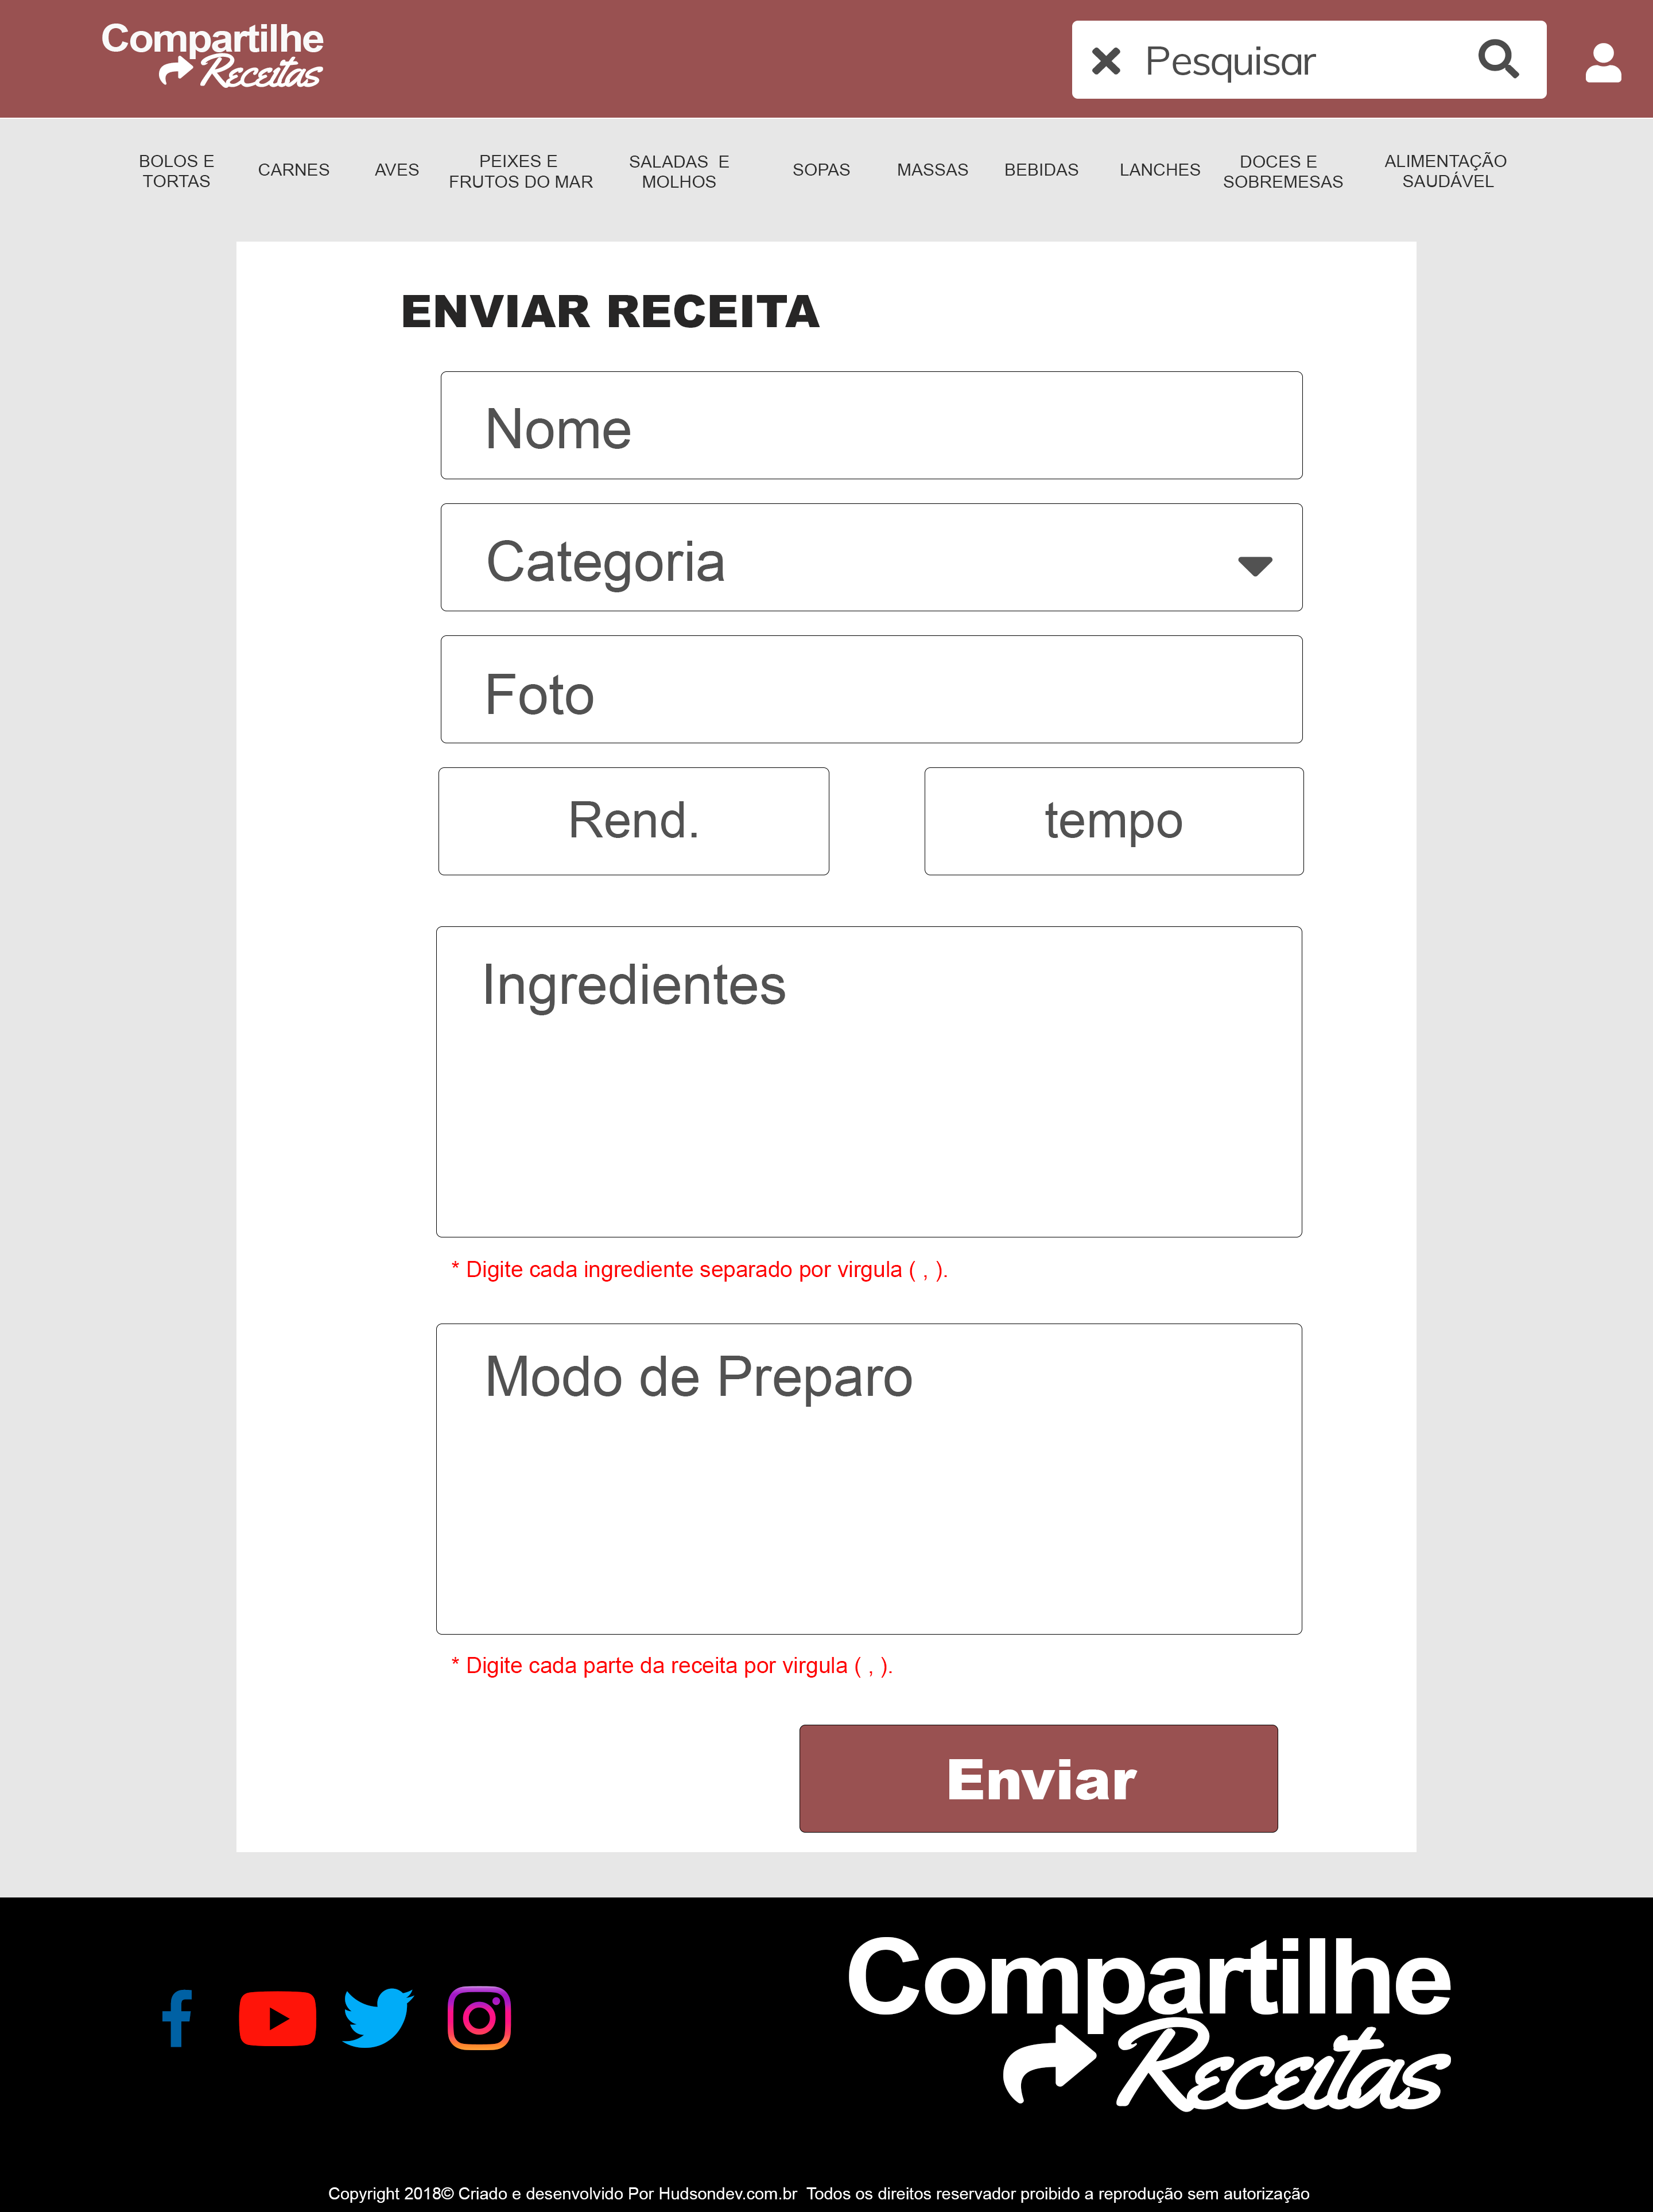 Compartilhe
Receitas
Pesquisar
BOLOS E
TORTAS
CARNES
AVES
PEIXES E
FRUTOS DO MAR
SALADAS  E
MOLHOS
SOPAS
MASSAS
BEBIDAS
LANCHES
DOCES E
SOBREMESAS
ALIMENTAÇÃO
SAUDÁVEL
ENVIAR RECEITA
Nome
Categoria
Foto
Rend.
tempo
Ingredientes
* Digite cada ingrediente separado por virgula ( , ).
Modo de Preparo
* Digite cada parte da receita por virgula ( , ).
Enviar
Compartilhe
Receitas
Copyright 2018© Criado e desenvolvido Por Hudsondev.com.br  Todos os direitos reservador proibido a reprodução sem autorização